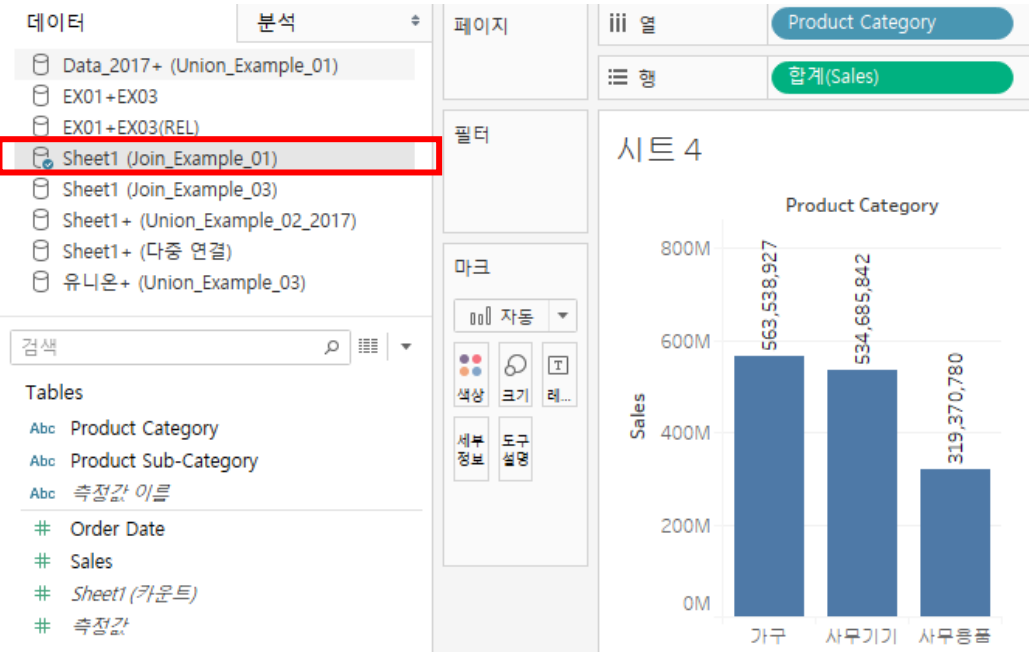 데이터
분석
Data_2017+ (Union_Example_01)
EX01+EX03
EX01+EX03(REL)
Sheet1 (Join_Example_01)
Sheet1 (Join_Example_03)
Sheet1+ (Union_Example_02_2017)
Sheet1+ (다중 연결)
유니온+ (Union_Example_03)
검색
Tables
Abc Product Category
Abc Product Sub-Category
Abc 측정값 이름
# Order Date
# Sales
# Sheet1 (카운트)
# 측정값
페이지
필터
마크
자동
색상
크기
T
레...
세부 정보
도구 설명
열
Product Category
행
합계(Sales)
시트 4
Product Category
Sales
800M
600M
400M
200M
0M
563,538,927
534,685,842
319,370,780
가구
사무기기
사무용품